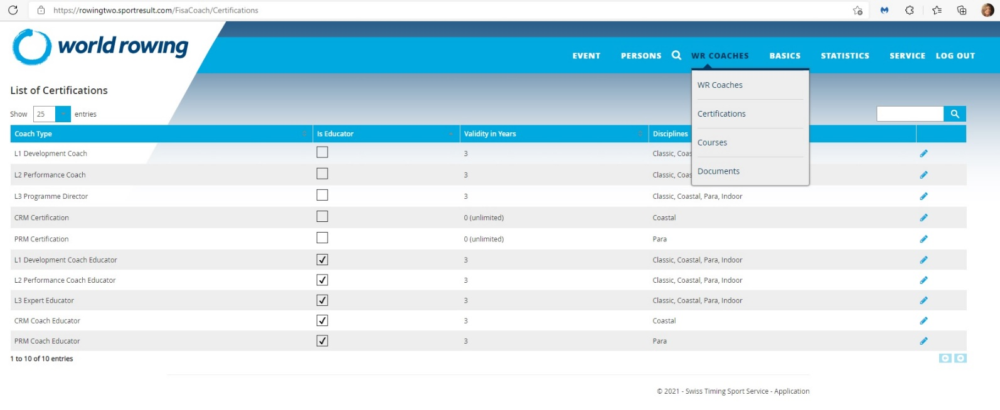 https://rowingtwo.sportresult.com/FisaCoach/Certifications
world rowing
EVENT PERSONS WR COACHES BASICS STATISTICS SERVICE LOG OUT
WR Coaches
Certifications
Courses
Documents
List of Certifications
Show 25 entries
Coach Type Is Educator Validity in Years Disciplines
L1 Development Coach 3 Classic, Coas
L2 Performance Coach 3 Classic, Coas
L3 Programme Director 3 Classic, Coastal, Para, Indoor
CRM Certification 0 (unlimited) Coastal
PRM Certification 0 (unlimited) Para
L1 Development Coach Educator 3 Classic, Coastal, Para, Indoor
L2 Performance Coach Educator 3 Classic, Coastal, Para, Indoor
L3 Expert Educator 3 Classic, Coastal, Para, Indoor
CRM Coach Educator 3 Coastal
PRM Coach Educator 3 Para
1 to 10 of 10 entries
© 2021 - Swiss Timing Sport Service - Application